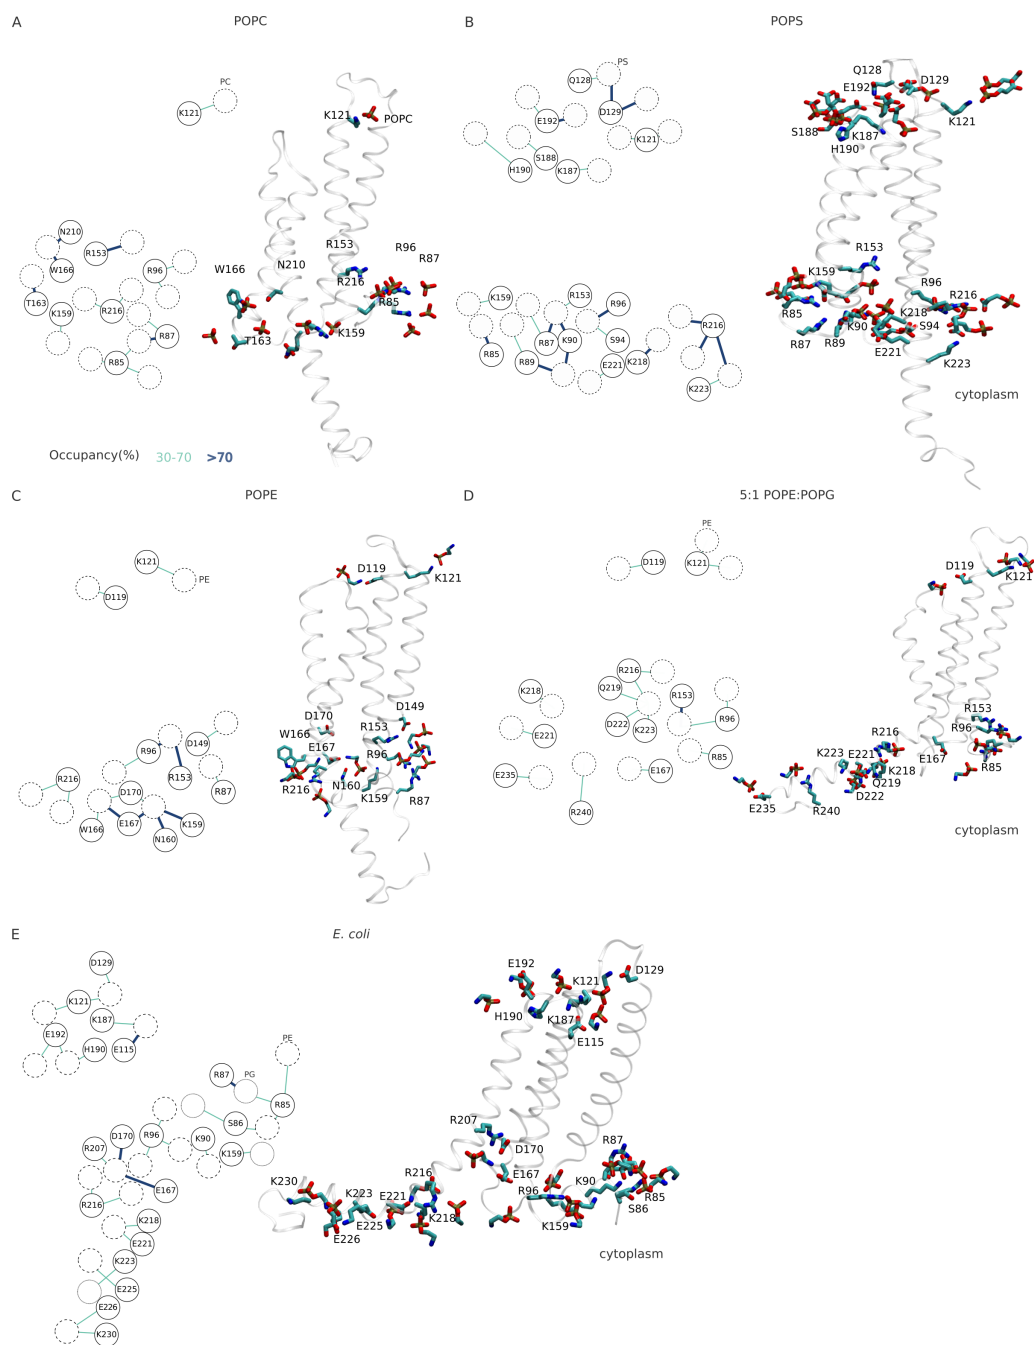 A
POPC
PC
K121
K121
POPC
N210
R153
W166
R96
T163
K159
R216
R87
R85
R153
R96
R87
W166
N210
R216
R85
K159
T163
Occupancy(%) 30-70 >70
B
POPS
PS
Q128
D129
E192
K121
S188
H190
K187
Q128
D129
E192
K121
S188
K187
H190
K159
R153
R96
R85
R87
K90
S94
R89
E221
K218
R216
K223
R153
K159
R96
R216
R85
K218
K90
S94
R87
R89
E221
K223
cytoplasm
C
POPE
K121
PE
D119
D119
K121
R96
D149
R153
R216
R87
D170
W166
E167
K159
N160
D170
D149
W166
R153
E167
R96
R216
N160
K159
R87
D
5:1 POPE:POPG
PE
D119
K121
D119
K121
R216
K218
Q219
R153
D222
K223
R96
E221
R85
E235
E167
R240
R153
R96
R216
K223
E221
E167
R85
K218
Q219
D222
E235
R240
cytoplasm
E
E. coli
D129
K121
K187
E192
H190
E115
PE
R87
PG
R85
S86
D170
R96
K90
R207
K159
E167
R216
K218
E221
K223
E225
E226
K230
E192
D129
K121
H190
K187
E115
R207
D170
R87
E167
R216
K230
K223
E221
R96
K90
R85
S86
K218
E225
K159
E226
cytoplasm